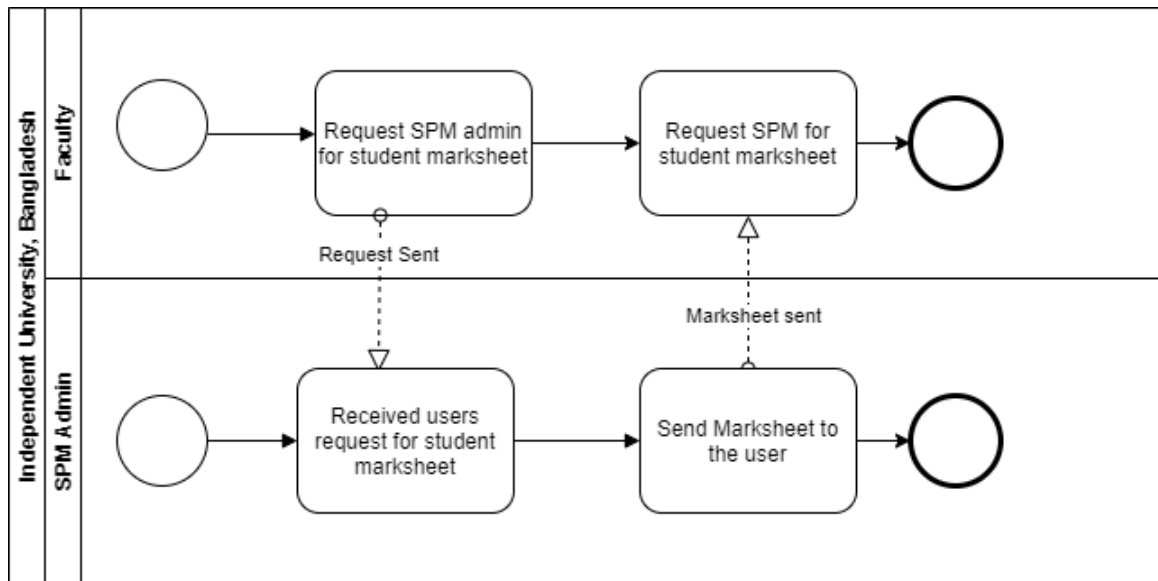 Independent University, Bangladesh
Faculty
Request SPM admin
for student marksheet
Request SPM for
student marksheet
Request Sent
Marksheet sent
SPM Admin
Received users
request for student
marksheet
Send Marksheet to
the user